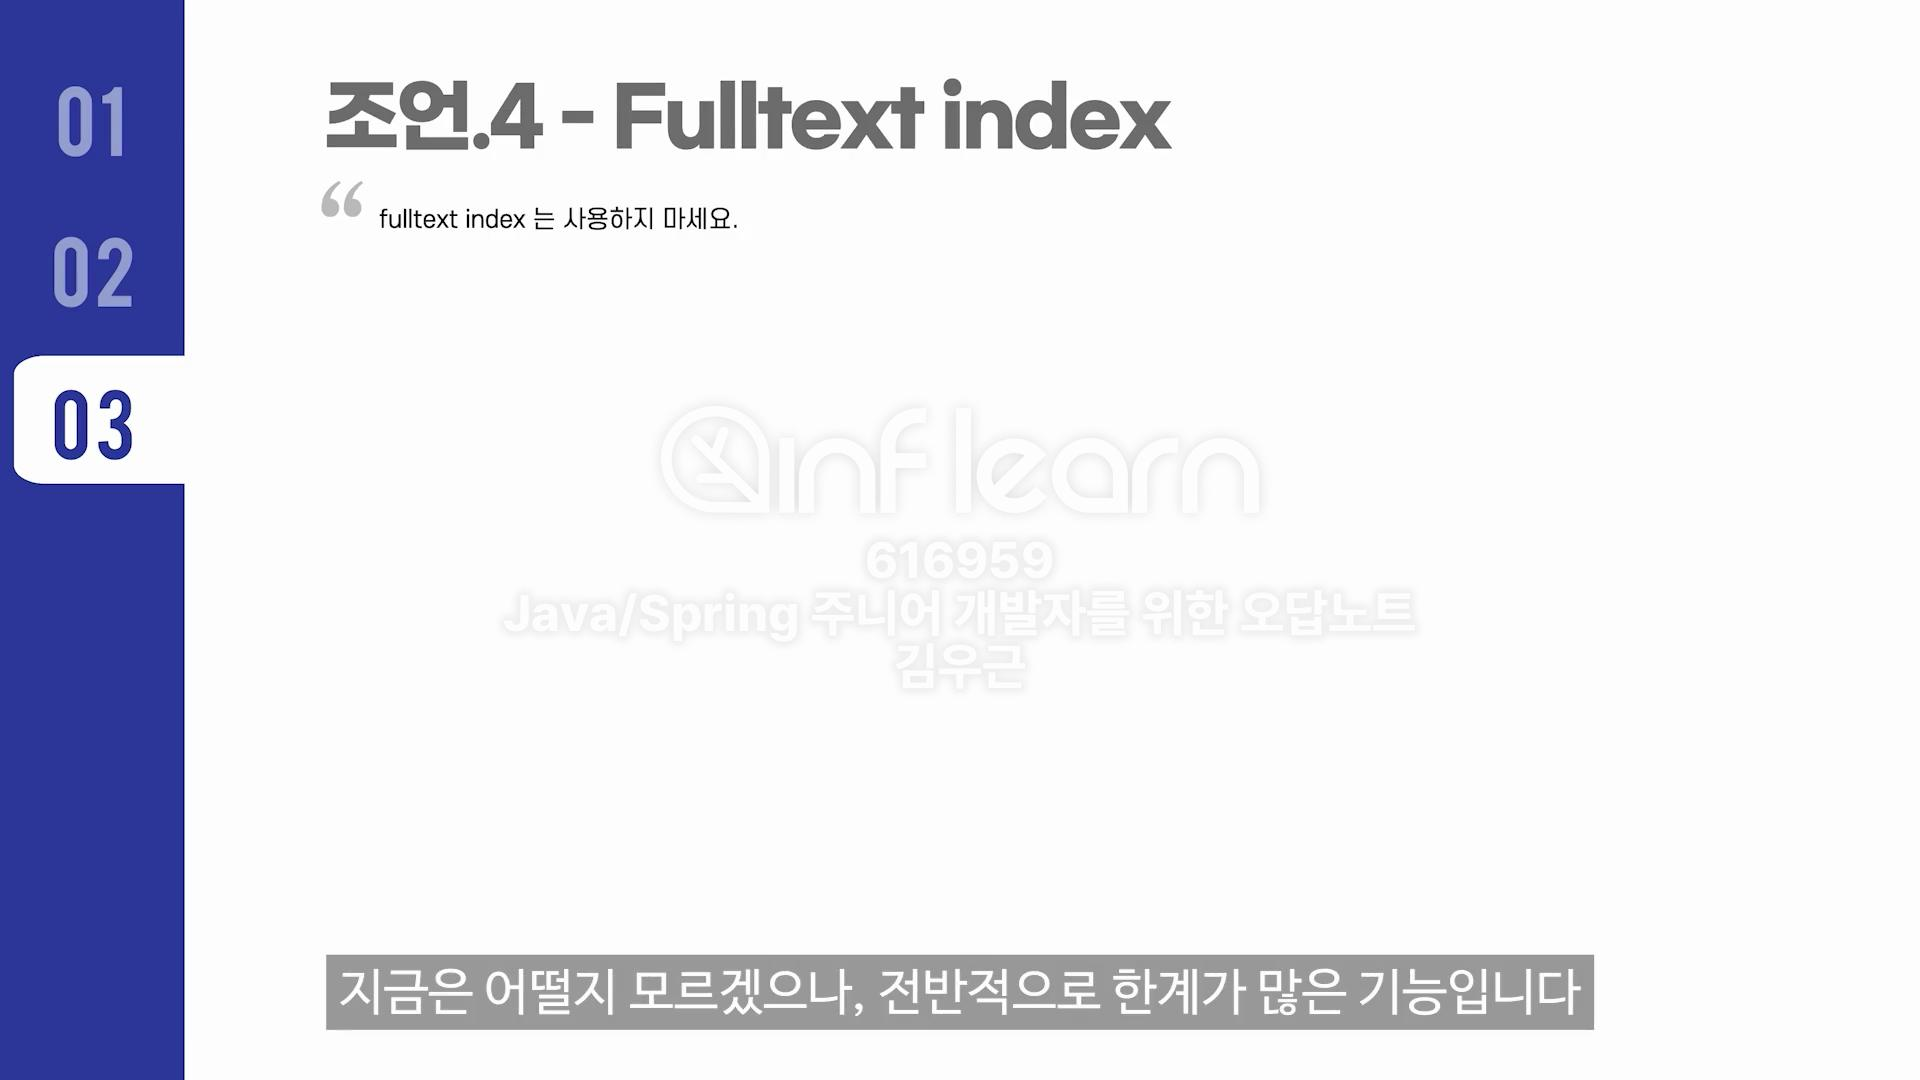 01
02
03
조언.4 - Fulltext index
“ fulltext index 는 사용하지 마세요.
inflearn
616959
Java/Spring 주니어 개발자를 위한 오답노트
김우근
지금은 어떨지 모르겠으나, 전반적으로 한계가 많은 기능입니다